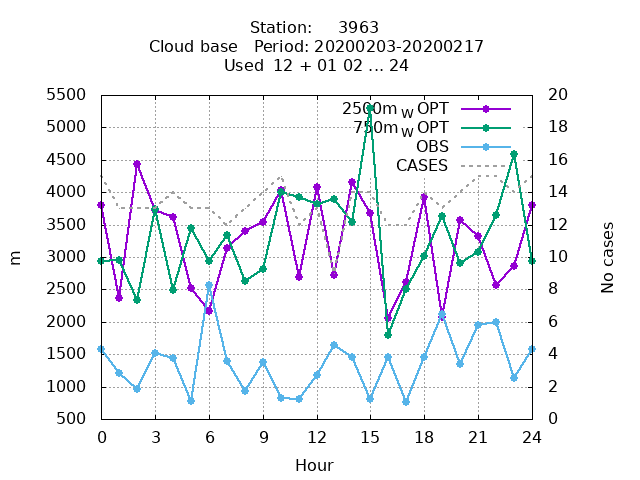 Station: 3963
Cloud base Period: 20200203-20200217
Used 12 + 01 02 ... 24
5500 20
5000 18
4500 16
4000 14
3500 12
3000 10
2500 8
2000 6
1500 4
1000 2
500 0
2500m_W OPT
750m_W OPT
OBS
CASES
m
No cases
0 3 6 9 12 15 18 21 24
Hour